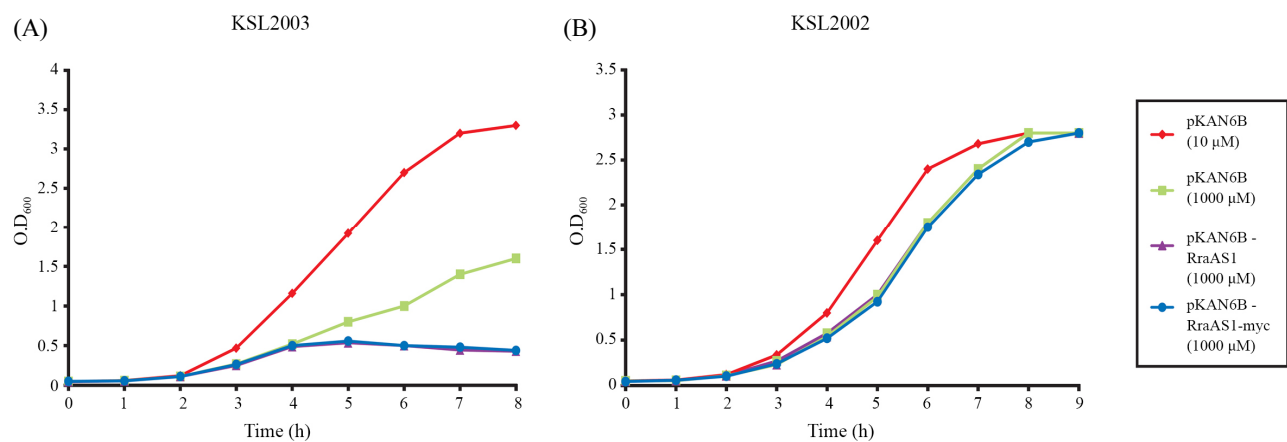 (A)
KSL2003
4
3.5
3
2.5
2
1.5
1
0.5
0
O.D600
0 1 2 3 4 5 6 7 8
Time (h)
(B)
KSL2002
3.5
3
2.5
2
1.5
1
0.5
0
O.D600
0 1 2 3 4 5 6 7 8 9
Time (h)
pKAN6B
(10 μM)
pKAN6B
(1000 μM)
pKAN6B -
RraAS1
(1000 μM)
pKAN6B -
RraAS1-myc
(1000 μM)